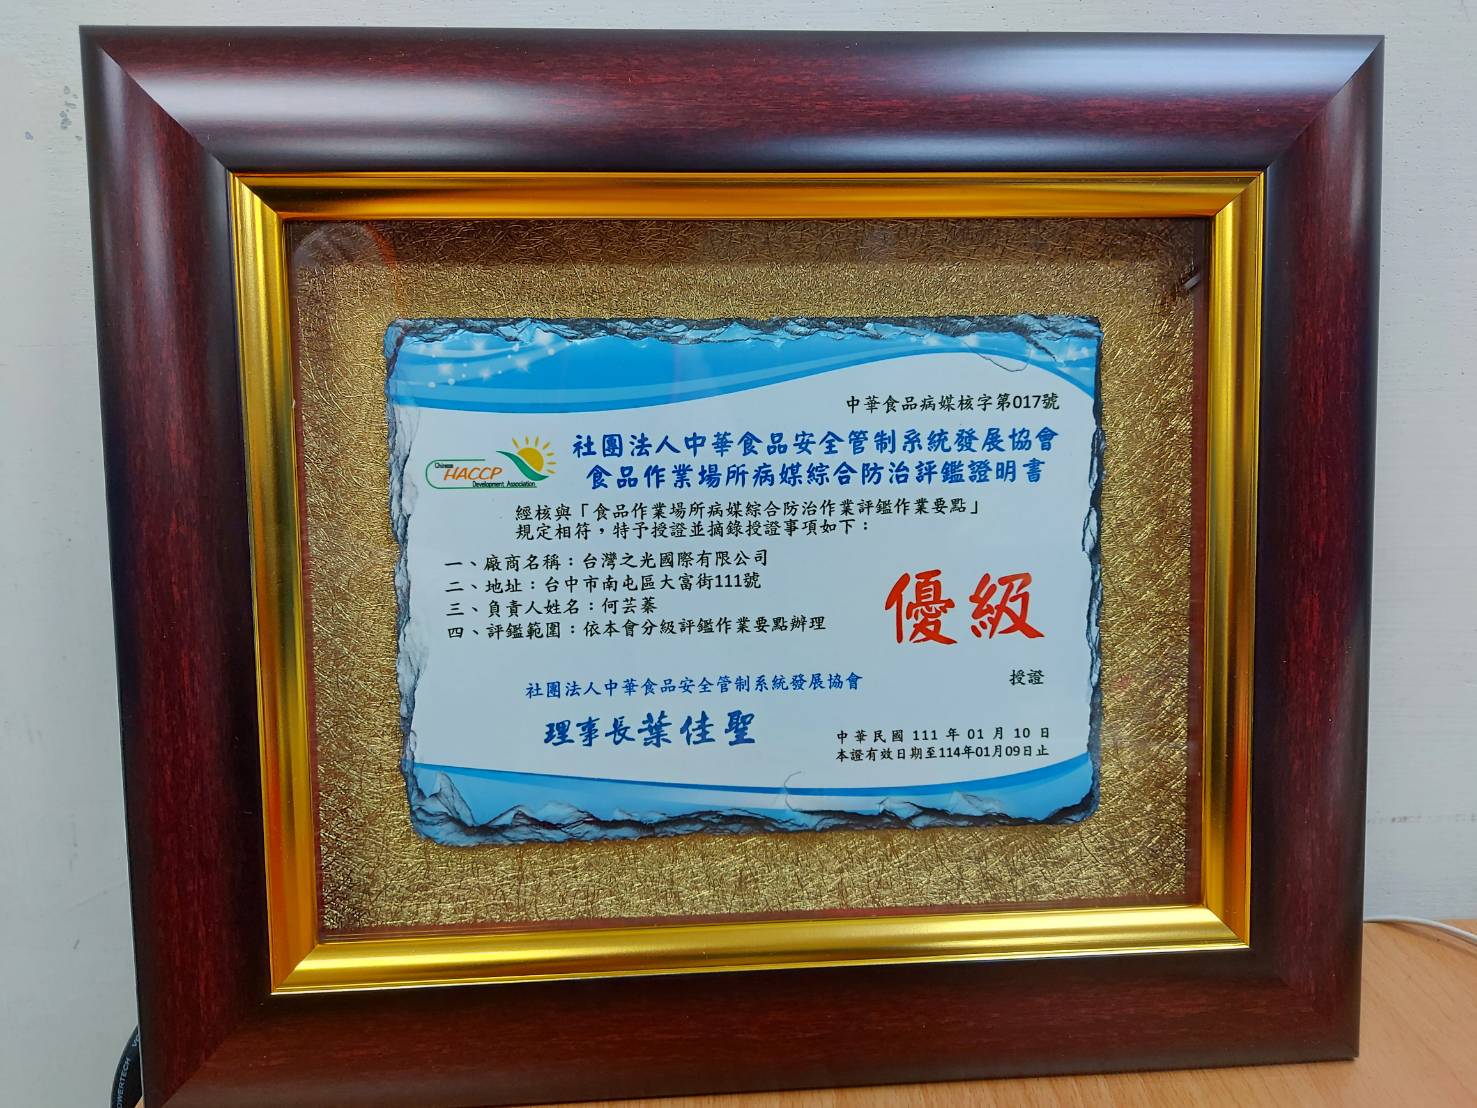 中華食品病媒核字第017號
Chinese
HACCP
Development Association
社團法人中華食品安全管制系統發展協會
食品作業場所病媒綜合防治評鑑證明書
經核與「食品作業場所病媒綜合防治作業評鑑作業要點」
規定相符，特予授證並摘錄授證事項如下：
一、廠商名稱：台灣之光國際有限公司
二、地址：台中市南屯區大富街111號
三、負責人姓名：何芸蓁
四、評鑑範圍：依本會分級評鑑作業要點辦理
優級
授證
社團法人中華食品安全管制系統發展協會
理事長葉佳聖
中華民國111年01月10日
本證有效日期至114年01月09日止